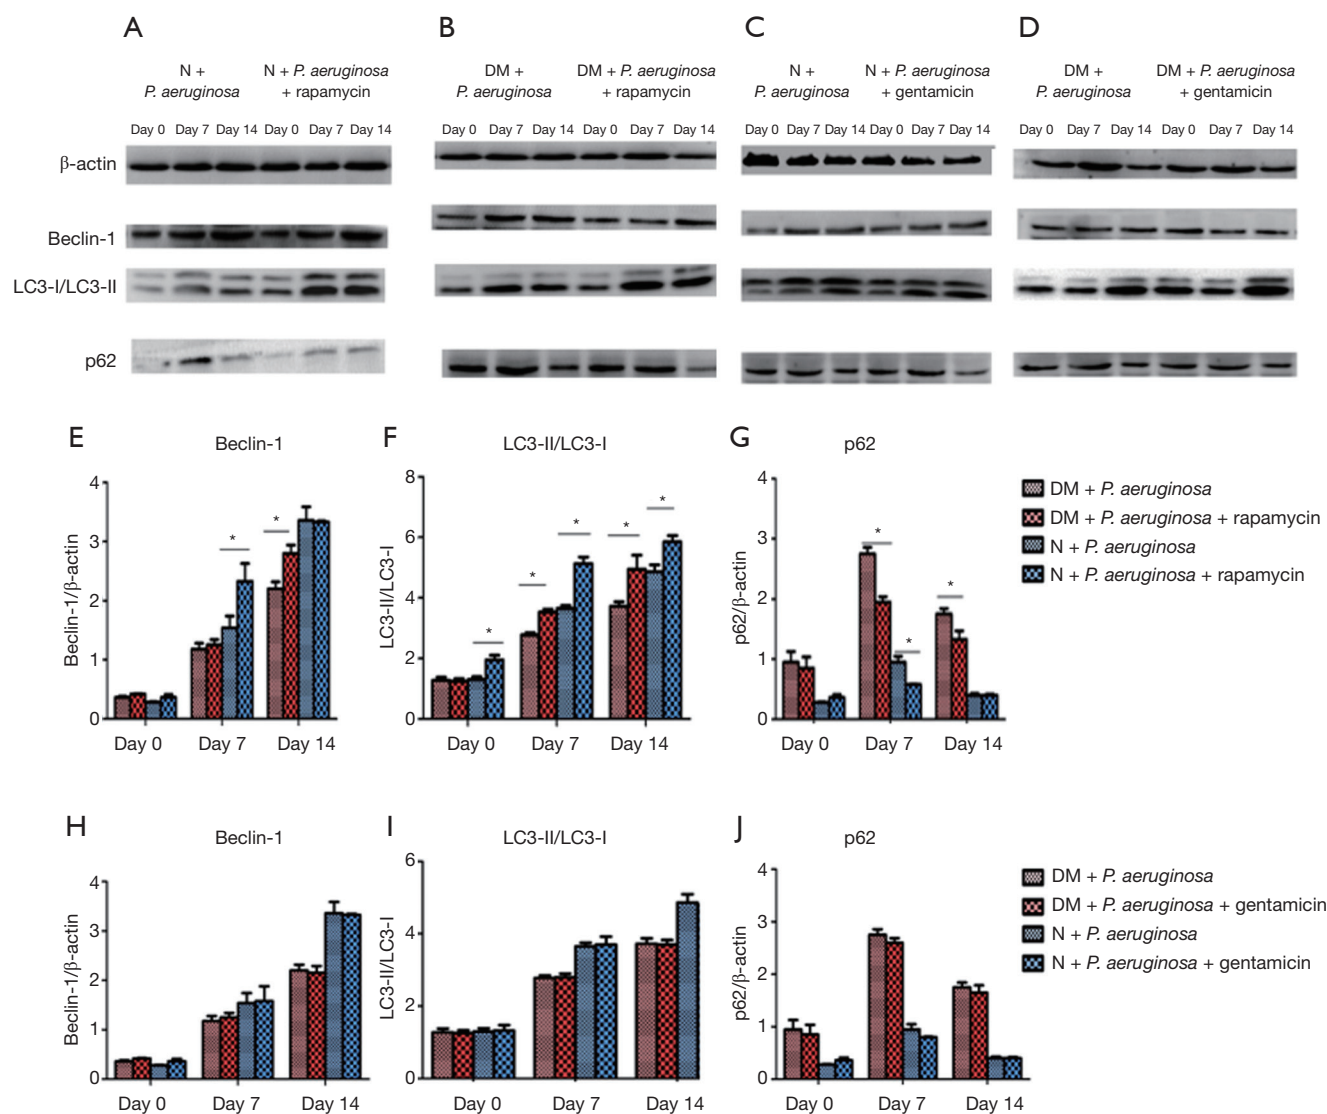 A
B
C
D
N + N + P. aeruginosa
P. aeruginosa + rapamycin
DM + DM + P. aeruginosa
P. aeruginosa + rapamycin
N + N + P. aeruginosa
P. aeruginosa + gentamicin
DM + DM + P. aeruginosa
P. aeruginosa + gentamicin
Day 0 Day 7 Day 14 Day 0 Day 7 Day 14
Day 0 Day 7 Day 14 Day 0 Day 7 Day 14
Day 0 Day 7 Day 14 Day 0 Day 7 Day 14
Day 0 Day 7 Day 14 Day 0 Day 7 Day 14
β-actin
Beclin-1
LC3-I/LC3-II
p62
E
Beclin-1
Beclin-1/β-actin
4
3
2
1
0
*
*
Day 0 Day 7 Day 14
F
LC3-II/LC3-I
LC3-II/LC3-I
8
6
4
2
0
*
*
*
*
*
Day 0 Day 7 Day 14
G
p62
p62/β-actin
4
3
2
1
0
*
*
*
Day 0 Day 7 Day 14
DM + P. aeruginosa
DM + P. aeruginosa + rapamycin
N + P. aeruginosa
N + P. aeruginosa + rapamycin
H
Beclin-1
Beclin-1/β-actin
4
3
2
1
0
Day 0 Day 7 Day 14
I
LC3-II/LC3-I
LC3-II/LC3-I
6
4
2
0
Day 0 Day 7 Day 14
J
p62
p62/β-actin
4
3
2
1
0
Day 0 Day 7 Day 14
DM + P. aeruginosa
DM + P. aeruginosa + gentamicin
N + P. aeruginosa
N + P. aeruginosa + gentamicin